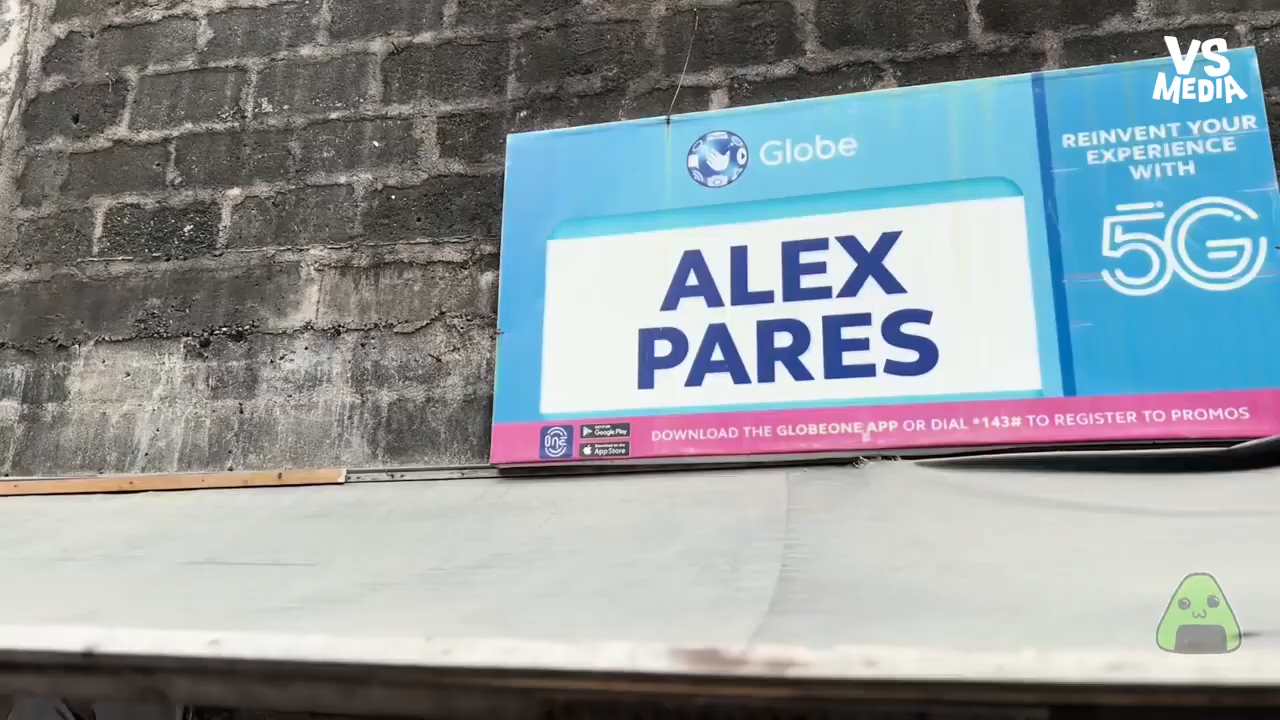 VS
MEDIA
Globe
ALEX
PARES
REINVENT YOUR
EXPERIENCE
WITH
5G
One
GET IT ON
Google Play
Download on the
App Store
DOWNLOAD THE GLOBEONE APP OR DIAL *143# TO REGISTER TO PROMOS